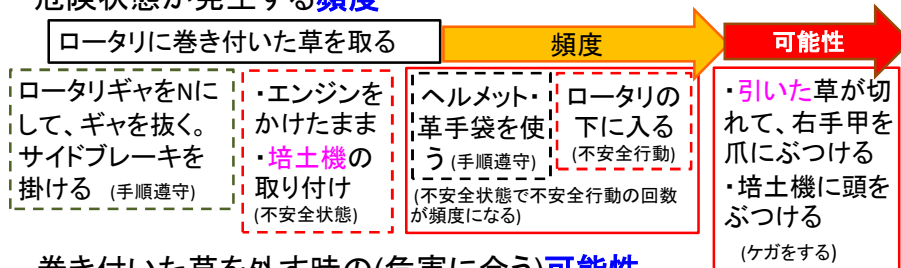 危険状態が発生する頻度
ロータリに巻き付いた草を取る
頻度
可能性
ロータリギヤをNに
して、ギヤを抜く。
サイドブレーキを
掛ける (手順遵守)
・エンジンを
かけたまま
・培土機の
取り付け
(不安全状態)
ヘルメット・
革手袋を使
う(手順遵守)
ロータリの
下に入る
(不安全行動)
(不安全状態で不安全行動の回数
が頻度になる)
・引いた草が切
れて、右手甲を
爪にぶつける
・培土機に頭を
ぶつける
(ケガをする)
巻き付いた草を外す時の(危害に会う)可能性